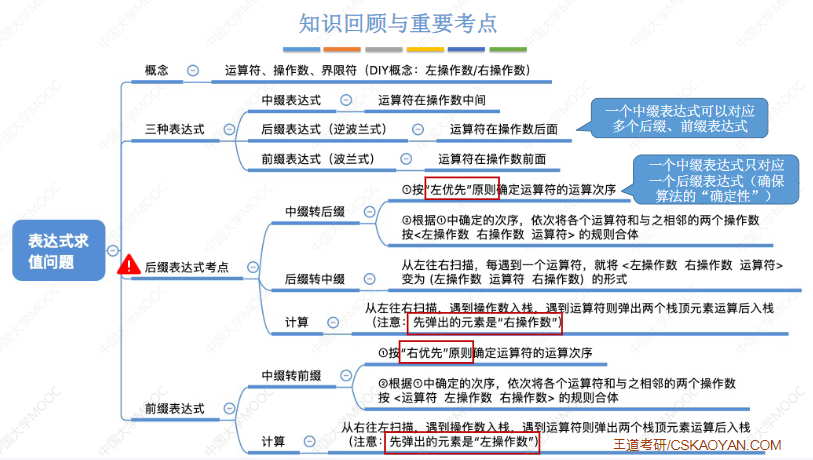 知识回顾与重要考点
概念
运算符、操作数、界限符（DIY概念：左操作数/右操作数）
三种表达式
中缀表达式
运算符在操作数中间
后缀表达式（逆波兰式）
运算符在操作数后面
前缀表达式（波兰式）
运算符在操作数前面
一个中缀表达式可以对应
多个后缀、前缀表达式
表达式求
值问题
后缀表达式考点
中缀转后缀
①按“左优先”原则确定运算符的运算次序
一个中缀表达式只对应
一个后缀表达式（确保
算法的“确定性”）
②根据①中确定的次序，依次将各个运算符和与之相邻的两个操作数
按<左操作数 右操作数 运算符> 的规则合体
后缀转中缀
从左往右扫描，每遇到一个运算符，就将 <左操作数 右操作数 运算符>
变为 (左操作数 运算符 右操作数) 的形式
计算
从左往右扫描，遇到操作数入栈，遇到运算符则弹出两个栈顶元素运算后入栈
（注意：先弹出的元素是“右操作数”）
前缀表达式
中缀转前缀
①按“右优先”原则确定运算符的运算次序
②根据①中确定的次序，依次将各个运算符和与之相邻的两个操作数
按 <运算符 左操作数 右操作数> 的规则合体
计算
从右往左扫描，遇到操作数入栈，遇到运算符则弹出两个栈顶元素运算后入栈
（注意：先弹出的元素是“左操作数”）
王道考研/CSKAOYAN.COM
中国大学MOOC